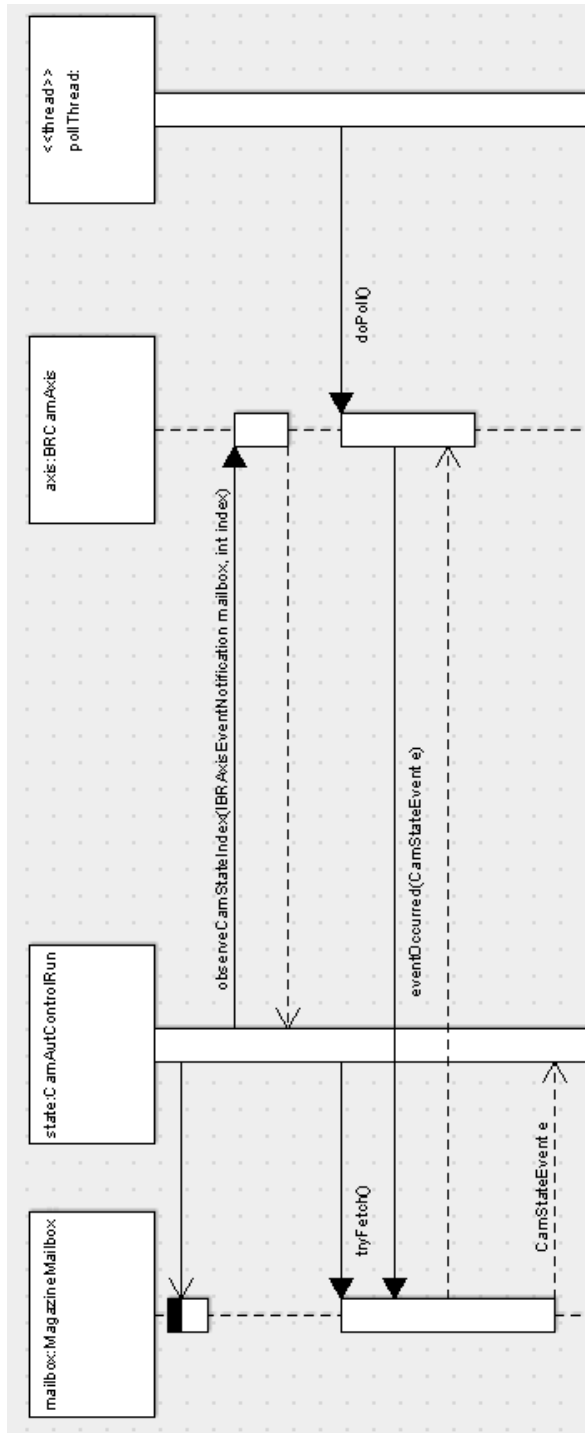 mailbox:MagazineMailbox
state:CamAutControlRun
axis:BRCamAxis
<<thread>>
pollThread:
observeCamStateIndex(IBRAxisEventNotification mailbox, int index)
tryFetch()
doPoll()
eventOccurred(CamStateEvent e)
CamStateEvent e